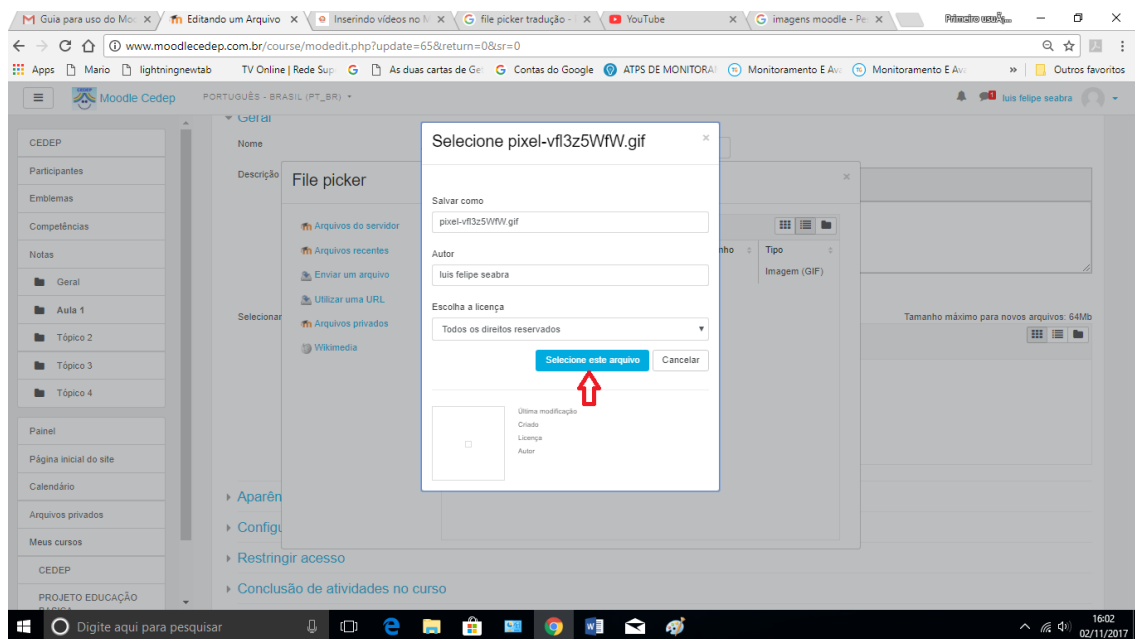 Guia para uso do Moo
Editando um Arquivo
Inserindo vídeos no M
file picker tradução -
YouTube
imagens moodle - Pe
www.moodlecedep.com.br/course/modedit.php?update=65&return=0&sr=0
Apps Mario lightningnewtab TV Online | Rede Sup As duas cartas de Ge Contas do Google ATPS DE MONITORA Monitoramento E Ava Monitoramento E Ava » Outros favoritos
Moodle Cedep PORTUGUÊS - BRASIL (PT_BR) luis felipe seabra
CEDEP
Participantes
Emblemas
Competências
Notas
Geral
Aula 1
Tópico 2
Tópico 3
Tópico 4
Painel
Página inicial do site
Calendário
Arquivos privados
Meus cursos
CEDEP
PROJETO EDUCAÇÃO
Geral
Nome
Descrição
Selecionar
Tamanho máximo para novos arquivos: 64Mb
File picker
Arquivos do servidor
Arquivos recentes
Enviar um arquivo
Utilizar uma URL
Arquivos privados
Wikimedia
nho Tipo
Imagem (GIF)
Selecione pixel-vfl3z5WfW.gif
Salvar como
pixel-vfl3z5WfW.gif
Autor
luis felipe seabra
Escolha a licença
Todos os direitos reservados
Selecione este arquivo Cancelar
Última modificação
Criado
Licença
Autor
Aparên
Configu
Restringir acesso
Conclusão de atividades no curso
Digite aqui para pesquisar
16:02
02/11/2017